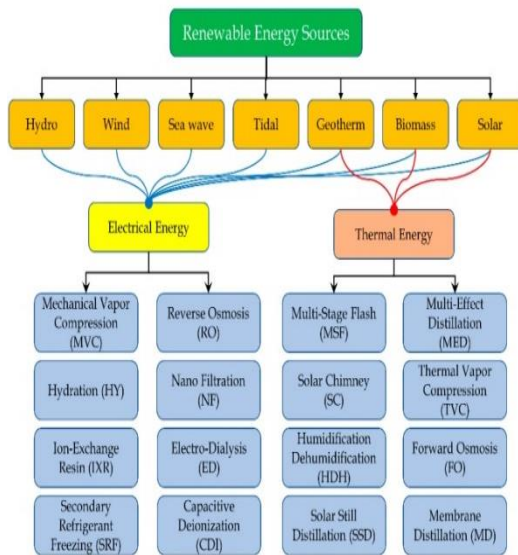 Renewable Energy Sources
Hydro
Wind
Sea wave
Tidal
Geotherm
Biomass
Solar
Electrical Energy
Thermal Energy
Mechanical Vapor
Compression
(MVC)
Reverse Osmosis
(RO)
Multi-Stage Flash
(MSF)
Multi-Effect
Distillation
(MED)
Hydration (HY)
Nano Filtration
(NF)
Solar Chimney
(SC)
Thermal Vapor
Compression
(TVC)
Ion-Exchange
Resin (IXR)
Electro-Dialysis
(ED)
Humidification
Dehumidification
(HDH)
Forward Osmosis
(FO)
Secondary
Refrigerant
Freezing (SRF)
Capacitive
Deionization
(CDI)
Solar Still
Distillation (SSD)
Membrane
Distillation (MD)